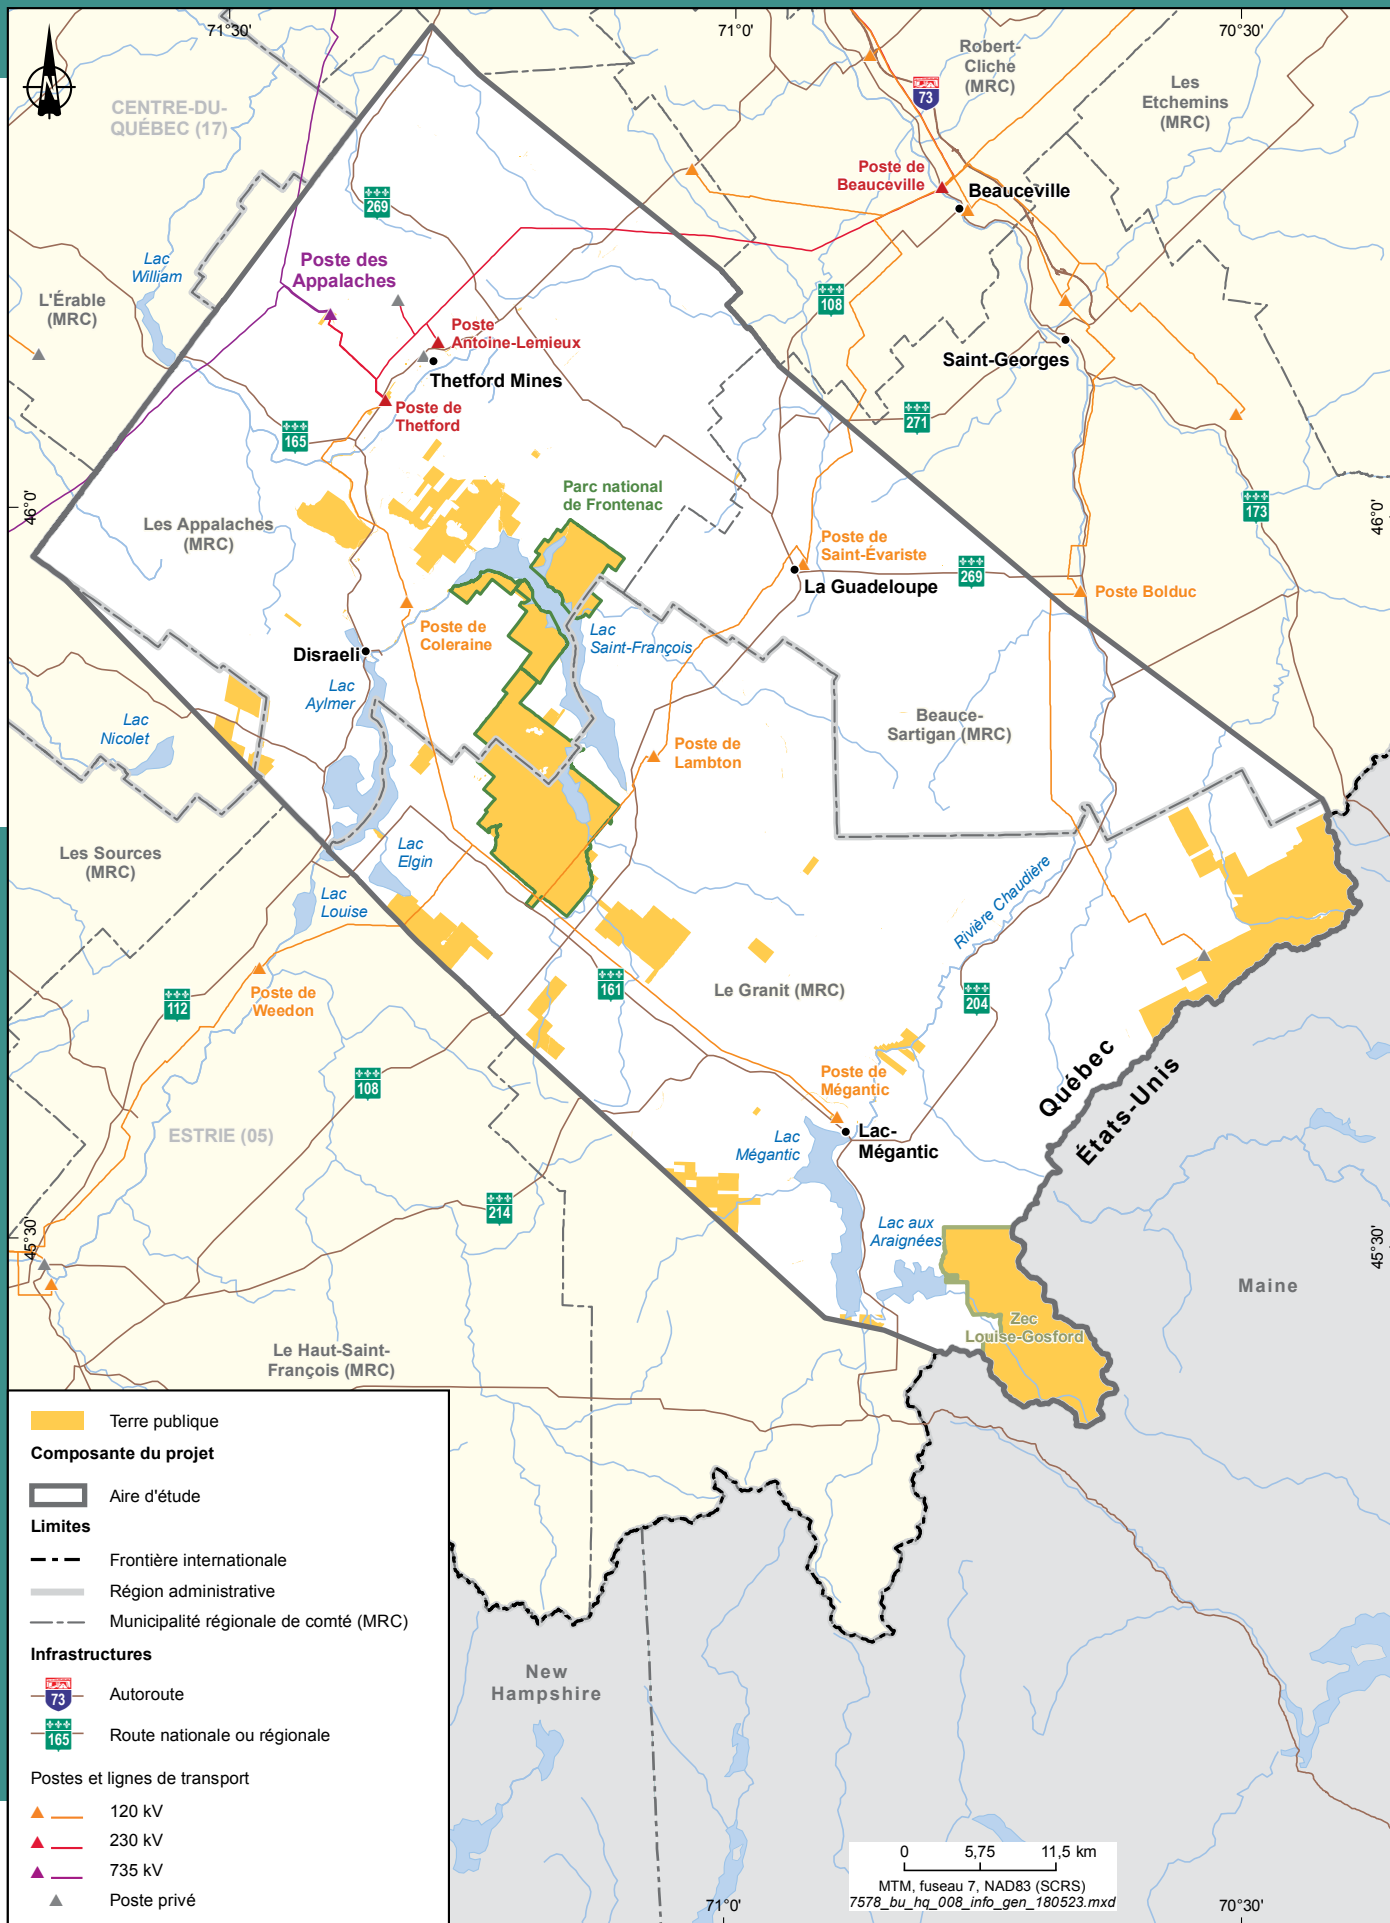 71°30'
71°0'
70°30'
N
CENTRE-DU-
QUÉBEC (17)
Robert-
Cliche
(MRC)
73
Les
Etchemins
(MRC)
Poste de
Beauceville
Beauceville
269
Lac
William
Poste des
Appalaches
L'Érable
(MRC)
108
Poste
Antoine-Lemieux
Thetford Mines
Saint-Georges
Poste de
Thetford
271
165
Parc national
de Frontenac
46°0'
46°0'
173
Les Appalaches
(MRC)
Poste de
Saint-Évariste
La Guadeloupe
269
Poste Bolduc
Poste de
Coleraine
Lac
Saint-François
Disraeli
Lac
Aylmer
Lac
Nicolet
Beauce-
Sartigan (MRC)
Poste de
Lambton
Les Sources
(MRC)
Lac
Elgin
Lac
Louise
Rivière Chaudière
Poste de
Weedon
112
161
Le Granit (MRC)
204
108
Poste de
Mégantic
Québec
États-Unis
ESTRIE (05)
Lac
Mégantic
Lac-
Mégantic
214
Lac aux
Araignées
45°30'
45°30'
Maine
Zec
Louise-Gosford
Le Haut-Saint-
François (MRC)
Terre publique
Composante du projet
Aire d'étude
Limites
Frontière internationale
Région administrative
Municipalité régionale de comté (MRC)
Infrastructures
73
Autoroute
165
Route nationale ou régionale
Postes et lignes de transport
120 kV
230 kV
735 kV
Poste privé
New
Hampshire
0 5,75 11,5 km
MTM, fuseau 7, NAD83 (SCRS)
7578_bu_hq_008_info_gen_180523.mxd
71°0'
70°30'